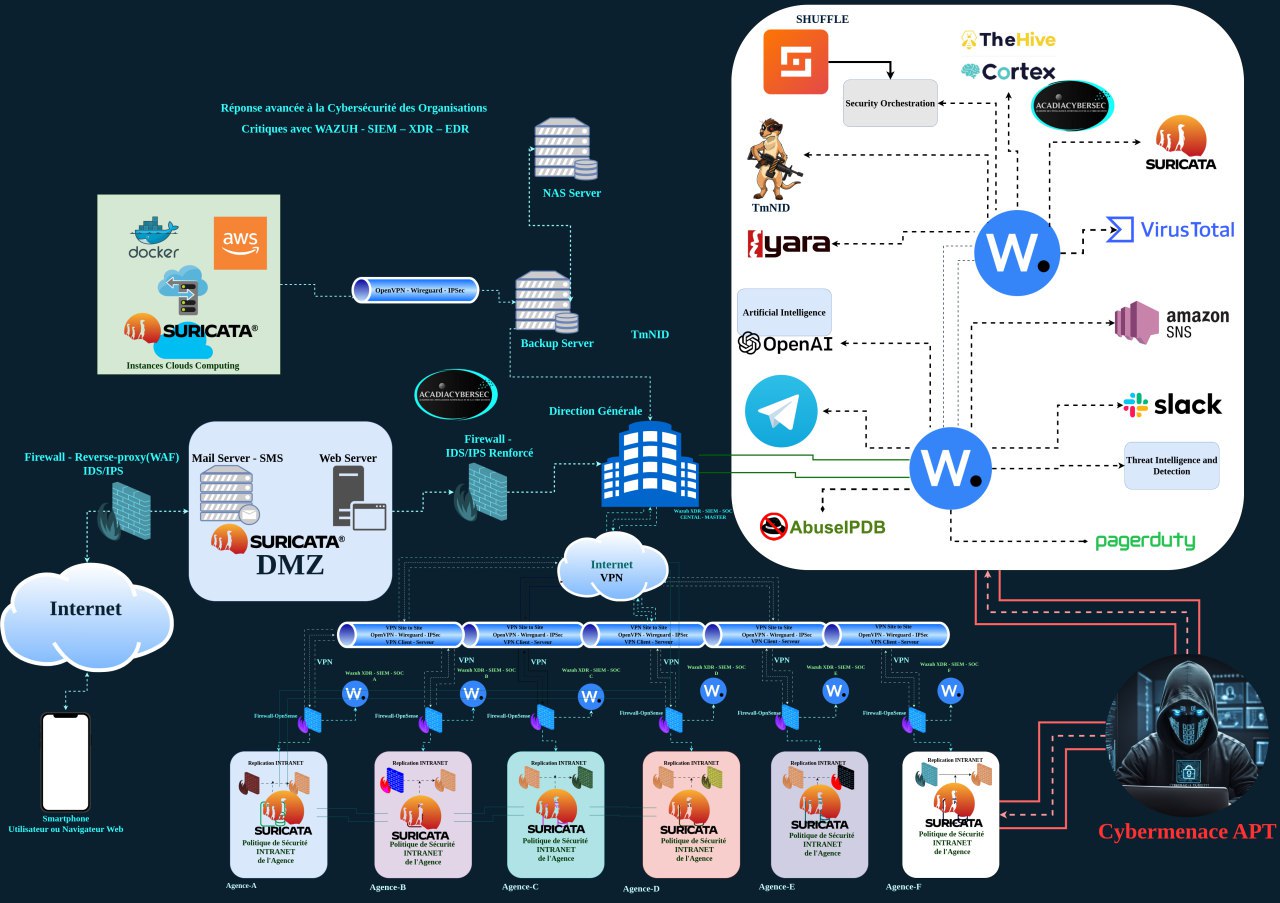 SHUFFLE
TheHive
Cortex
Security Orchestration
ACADIACYBERSEC
SURICATA
TmNID
yara
W.
VirusTotal
Artificial Intelligence
OpenAI
amazon
SNS
slack
W.
Threat Intelligence and
Detection
AbuseIPDB
pagerduty
Réponse avancée à la Cybersécurité des Organisations
Critiques avec WAZUH - SIEM – XDR – EDR
NAS Server
docker
aws
SURICATA®
Instances Clouds Computing
OpenVPN - Wireguard - IPSec
Backup Server
TmNID
ACADIACYBERSEC
Direction Générale
Firewall -
IDS/IPS Renforcé
Firewall - Reverse-proxy(WAF)
IDS/IPS
Mail Server - SMS
Web Server
SURICATA®
DMZ
Wazuh XDR - SIEM - SOC
CENTAL - MASTER
Internet
VPN
Internet
VPN Site to Site
OpenVPN - Wireguard - IPSec
VPN Client - Serveur
VPN Site to Site
OpenVPN - Wireguard - IPSec
VPN Client - Serveur
VPN Site to Site
OpenVPN - Wireguard - IPSec
VPN Client - Serveur
VPN Site to Site
OpenVPN - Wireguard - IPSec
VPN Client - Serveur
VPN Site to Site
OpenVPN - Wireguard - IPSec
VPN Client - Serveur
VPN
VPN
VPN
VPN
VPN
VPN
Wazuh XDR - SIEM - SOC
A
Wazuh XDR - SIEM - SOC
B
Wazuh XDR - SIEM - SOC
C
Wazuh XDR - SIEM - SOC
D
Wazuh XDR - SIEM - SOC
E
Wazuh XDR - SIEM - SOC
F
W.
W.
W.
W.
W.
W.
Firewall-OpnSense
Firewall-OpnSense
Firewall-OpnSense
Firewall-OpnSense
Firewall-OpnSense
Firewall-OpnSense
Replication INTRANET
SURICATA
Politique de Sécurité
INTRANET
de l'Agence
Agence-A
Replication INTRANET
SURICATA
Politique de Sécurité
INTRANET
de l'Agence
Agence-B
Replication INTRANET
SURICATA
Politique de Sécurité
INTRANET
de l'Agence
Agence-C
Replication INTRANET
SURICATA
Politique de Sécurité
INTRANET
de l'Agence
Agence-D
Replication INTRANET
SURICATA
Politique de Sécurité
INTRANET
de l'Agence
Agence-E
Replication INTRANET
SURICATA
Politique de Sécurité
INTRANET
de l'Agence
Agence-F
Smartphone
Utilisateur ou Navigateur Web
Cybermenace APT